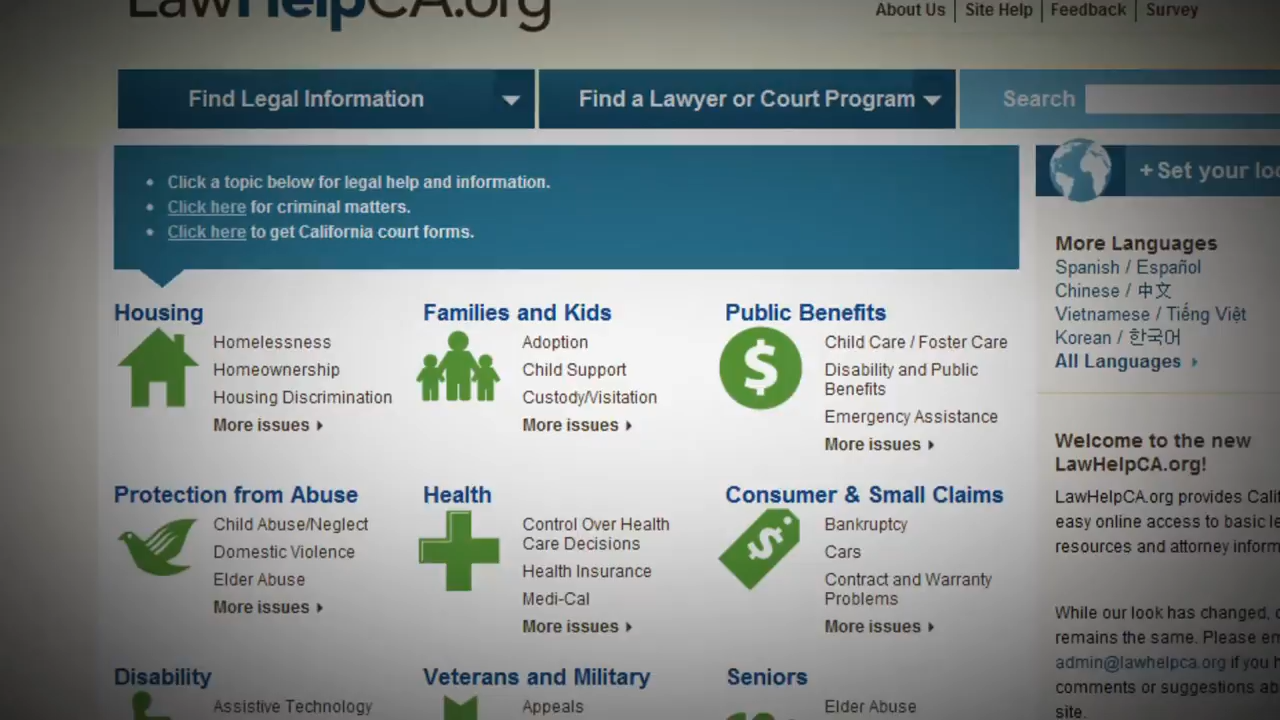 LawHelpCA.org
About Us | Site Help | Feedback | Survey
Find Legal Information
Find a Lawyer or Court Program
Search
• Click a topic below for legal help and information.
• Click here for criminal matters.
• Click here to get California court forms.
+ Set your
More Languages
Spanish / Español
Chinese / 中文
Vietnamese / Tiếng Việt
Korean / 한국어
All Languages
Housing
Homelessness
Homeownership
Housing Discrimination
More issues
Families and Kids
Adoption
Child Support
Custody/Visitation
More issues
Public Benefits
$
Child Care / Foster Care
Disability and Public
Benefits
Emergency Assistance
More issues
Protection from Abuse
Child Abuse/Neglect
Domestic Violence
Elder Abuse
More issues
Health
Control Over Health
Care Decisions
Health Insurance
Medi-Cal
More issues
Consumer & Small Claims
$
Bankruptcy
Cars
Contract and Warranty
Problems
More issues
Disability
Assistive Technology
Veterans and Military
Appeals
Seniors
Elder Abuse
Welcome to the new
LawHelpCA.org!
LawHelpCA.org provides
easy online access to basic
resources and attorney
While our look has changed,
remains the same. Please
admin@lawhelpca.org if you
comments or suggestions
site.